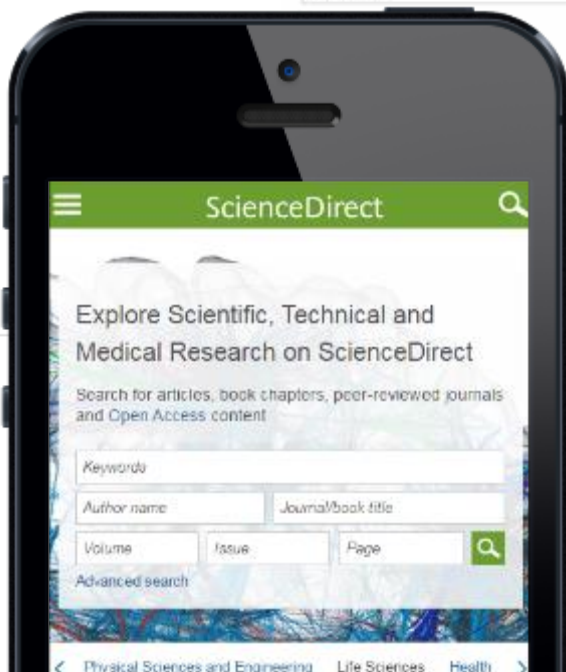 ScienceDirect
Explore Scientific, Technical and
Medical Research on ScienceDirect
Search for articles, book chapters, peer-reviewed journals
and Open Access content
Keywords
Author name Journal/book title
Volume Issue Page
Advanced search
Physical Sciences and Engineering Life Sciences Health